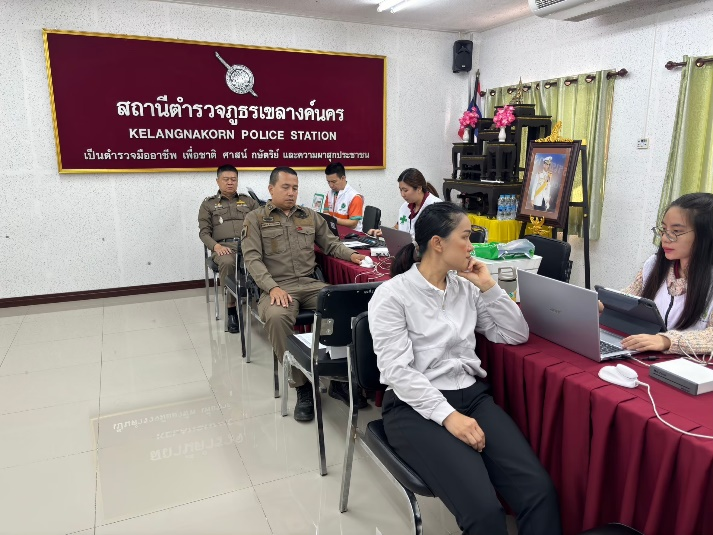 สถานีตำรวจภูธรเขลางค์นคร
KELANGNAKORN POLICE STATION
เป็นตำรวจมืออาชีพ เพื่อชาติ ศาสน์ กษัตริย์ และความผาสุกประชาชน